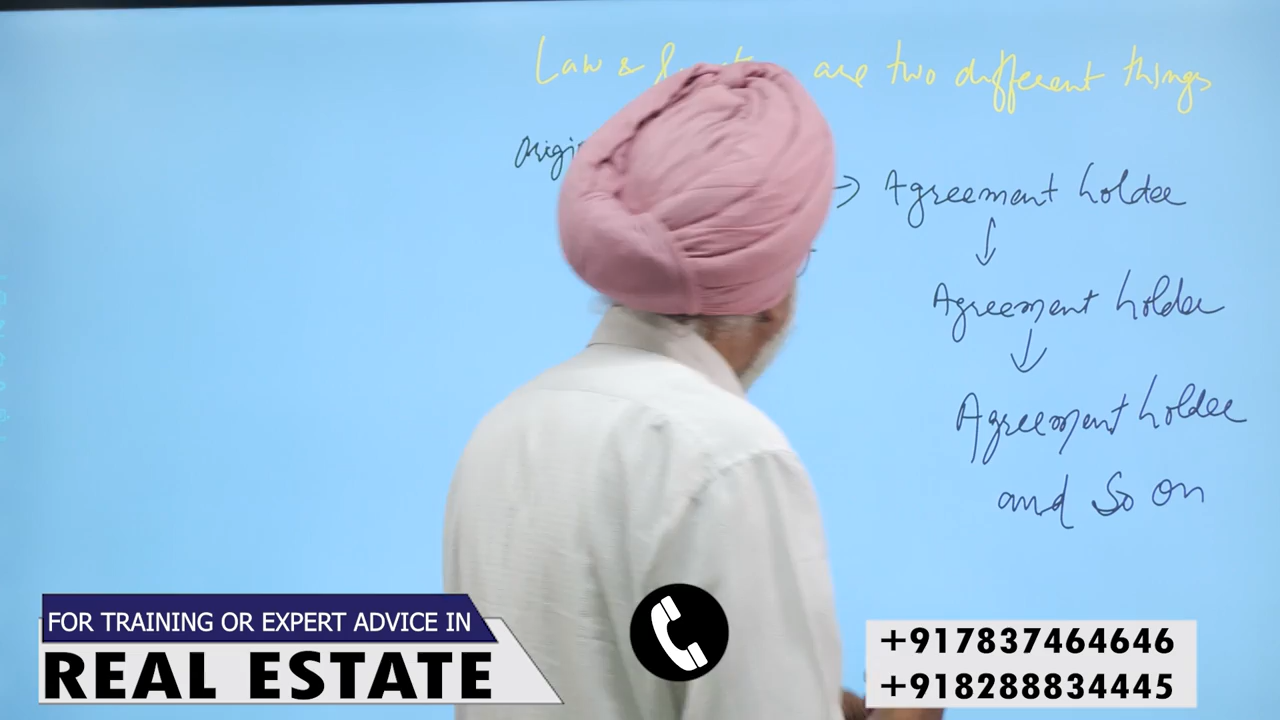 Law & are two different things
Agreement holder
Agreement holder
Agreement holder
and So on
FOR TRAINING OR EXPERT ADVICE IN
REAL ESTATE
+917837464646
+918288834445